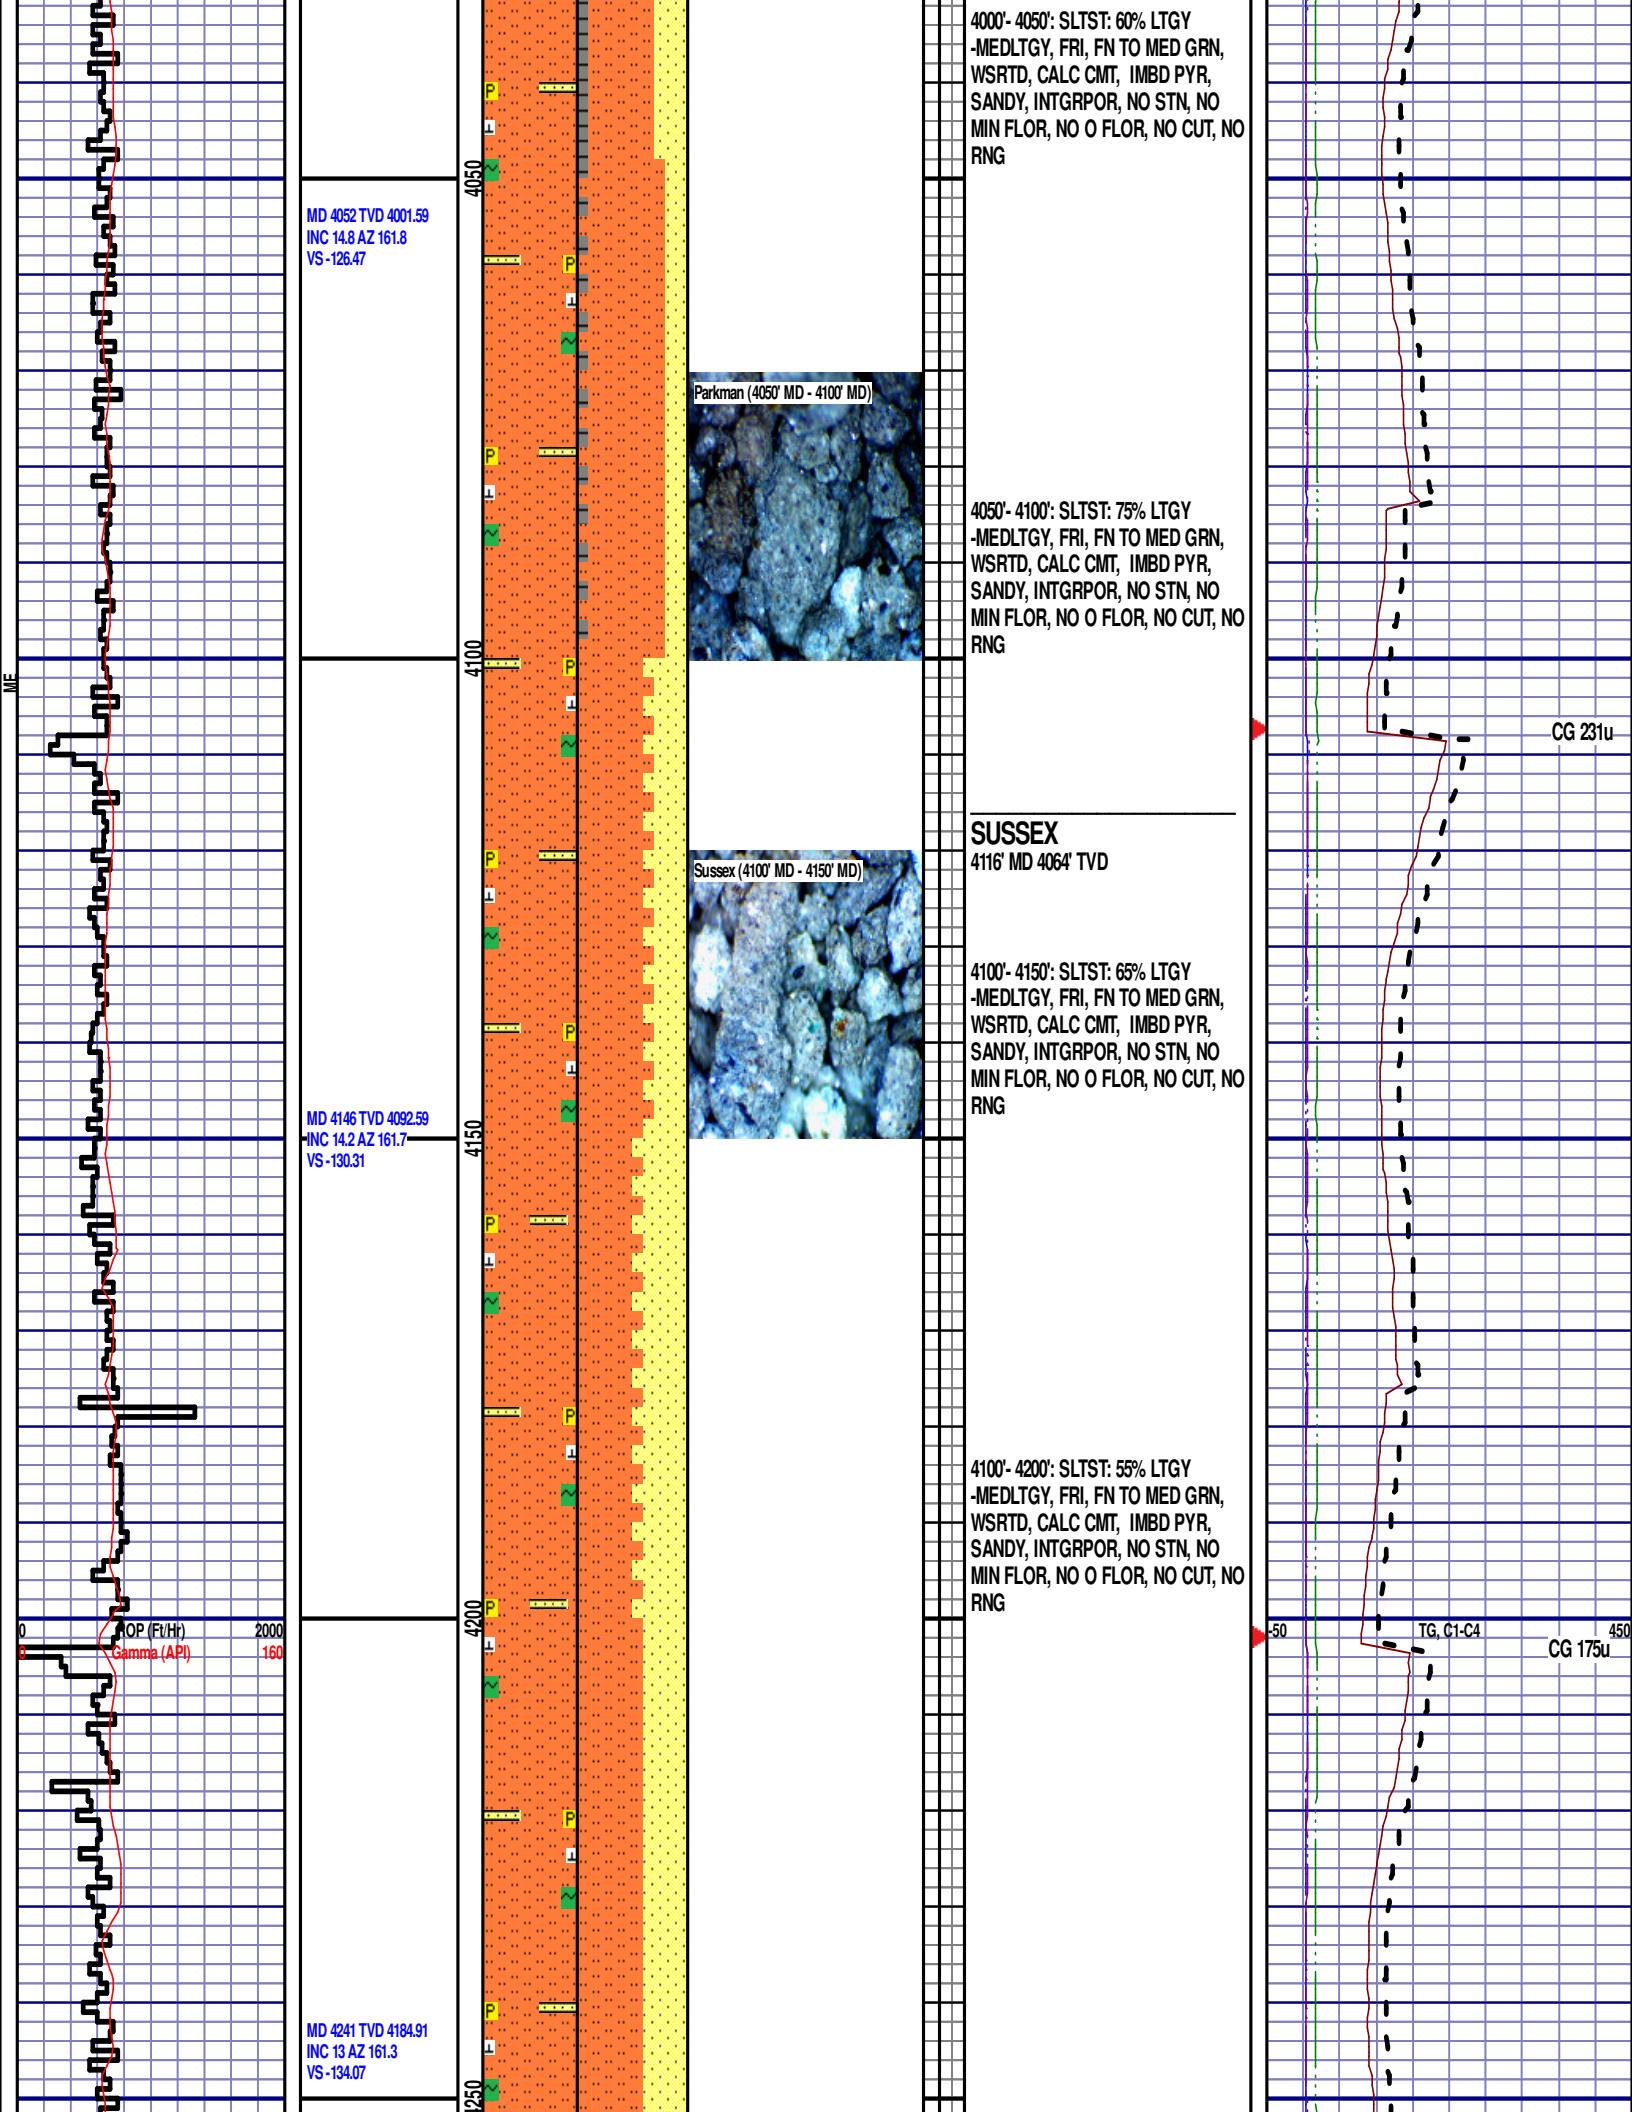 4000'- 4050': SLTST: 60% LTGY
-MEDLTGY, FRI, FN TO MED GRN,
WSRTD, CALC CMT, IMBD PYR,
SANDY, INTGRPOR, NO STN, NO
MIN FLOR, NO O FLOR, NO CUT, NO
RNG
P
4050
MD 4052 TVD 4001.59
INC 14.8 AZ 161.8
VS -126.47
P
Parkman (4050' MD - 4100' MD)
P
4050'- 4100': SLTST: 75% LTGY
-MEDLTGY, FRI, FN TO MED GRN,
WSRTD, CALC CMT, IMBD PYR,
SANDY, INTGRPOR, NO STN, NO
MIN FLOR, NO O FLOR, NO CUT, NO
RNG
4100
ME
P
CG 231u
SUSSEX
4116' MD 4064' TVD
P
Sussex (4100' MD - 4150' MD)
4100'- 4150': SLTST: 65% LTGY
-MEDLTGY, FRI, FN TO MED GRN,
WSRTD, CALC CMT, IMBD PYR,
SANDY, INTGRPOR, NO STN, NO
MIN FLOR, NO O FLOR, NO CUT, NO
RNG
P
MD 4146 TVD 4092.59
INC 14.2 AZ 161.7
VS -130.31
4150
P
P
4100'- 4200': SLTST: 55% LTGY
-MEDLTGY, FRI, FN TO MED GRN,
WSRTD, CALC CMT, IMBD PYR,
SANDY, INTGRPOR, NO STN, NO
MIN FLOR, NO O FLOR, NO CUT, NO
RNG
P
4200
0 OP (Ft/Hr) 2000
0 Gamma (API) 160
-50 TG, C1-C4 450
CG 175u
P
P
MD 4241 TVD 4184.91
INC 13 AZ 161.3
VS -134.07
4250